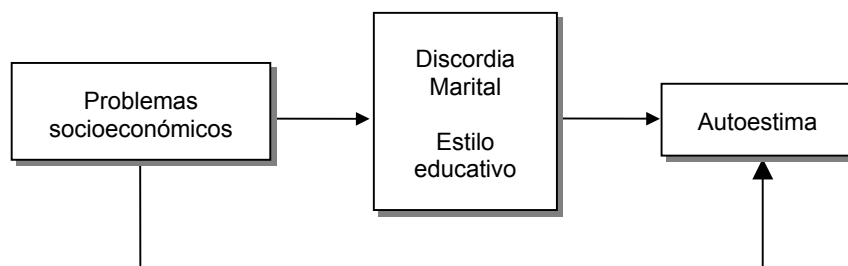 Problemas
socioeconómicos
Discordia
Marital
Estilo
educativo
Autoestima